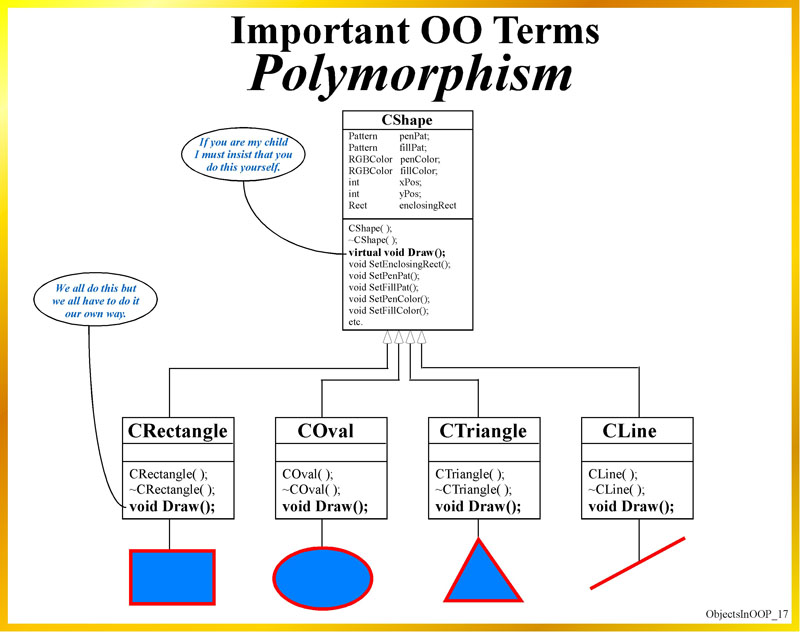 Important OO Terms
Polymorphism
CShape
Pattern penPat;
Pattern fillPat;
RGBColor penColor;
RGBColor fillColor;
int xPos;
int yPos;
Rect enclosingRect
CShape( );
~CShape( );
virtual void Draw();
void SetEnclosingRect();
void SetPenPat();
void SetFillPat();
void SetPenColor();
void SetFillColor();
etc.
If you are my child
I must insist that you
do this yourself.
We all do this but
we all have to do it
our own way.
CRectangle
CRectangle( );
~CRectangle( );
void Draw();
COval
COval( );
~COval( );
void Draw();
CTriangle
CTriangle( );
~CTriangle( );
void Draw();
CLine
CLine( );
~CLine( );
void Draw();
ObjectsInOOP_17